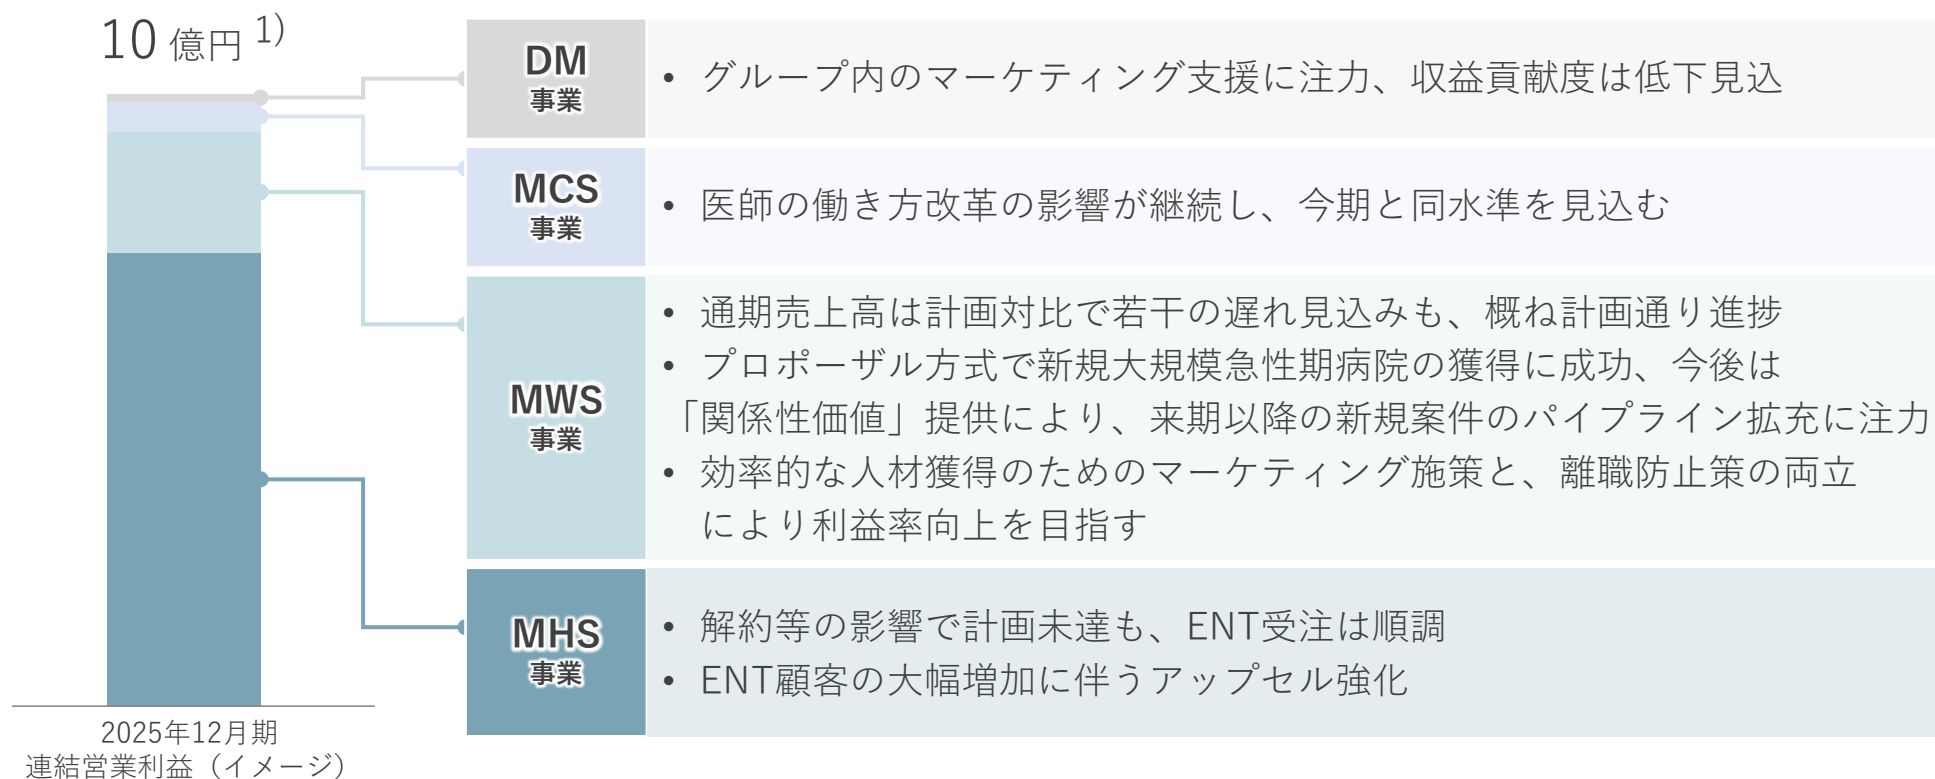 10 億円 1)
DM
事業
• グループ内のマーケティング支援に注力、収益貢献度は低下見込
MCS
事業
• 医師の働き方改革の影響が継続し、今期と同水準を見込む
MWS
事業
• 通期売上高は計画対比で若干の遅れ見込みも、概ね計画通り進捗
• プロポーザル方式で新規大規模急性期病院の獲得に成功、今後は
「関係性価値」提供により、来期以降の新規案件のパイプライン拡充に注力
• 効率的な人材獲得のためのマーケティング施策と、離職防止策の両立
により利益率向上を目指す
MHS
事業
• 解約等の影響で計画未達も、ENT受注は順調
• ENT顧客の大幅増加に伴うアップセル強化
2025年12月期
連結営業利益（イメージ）